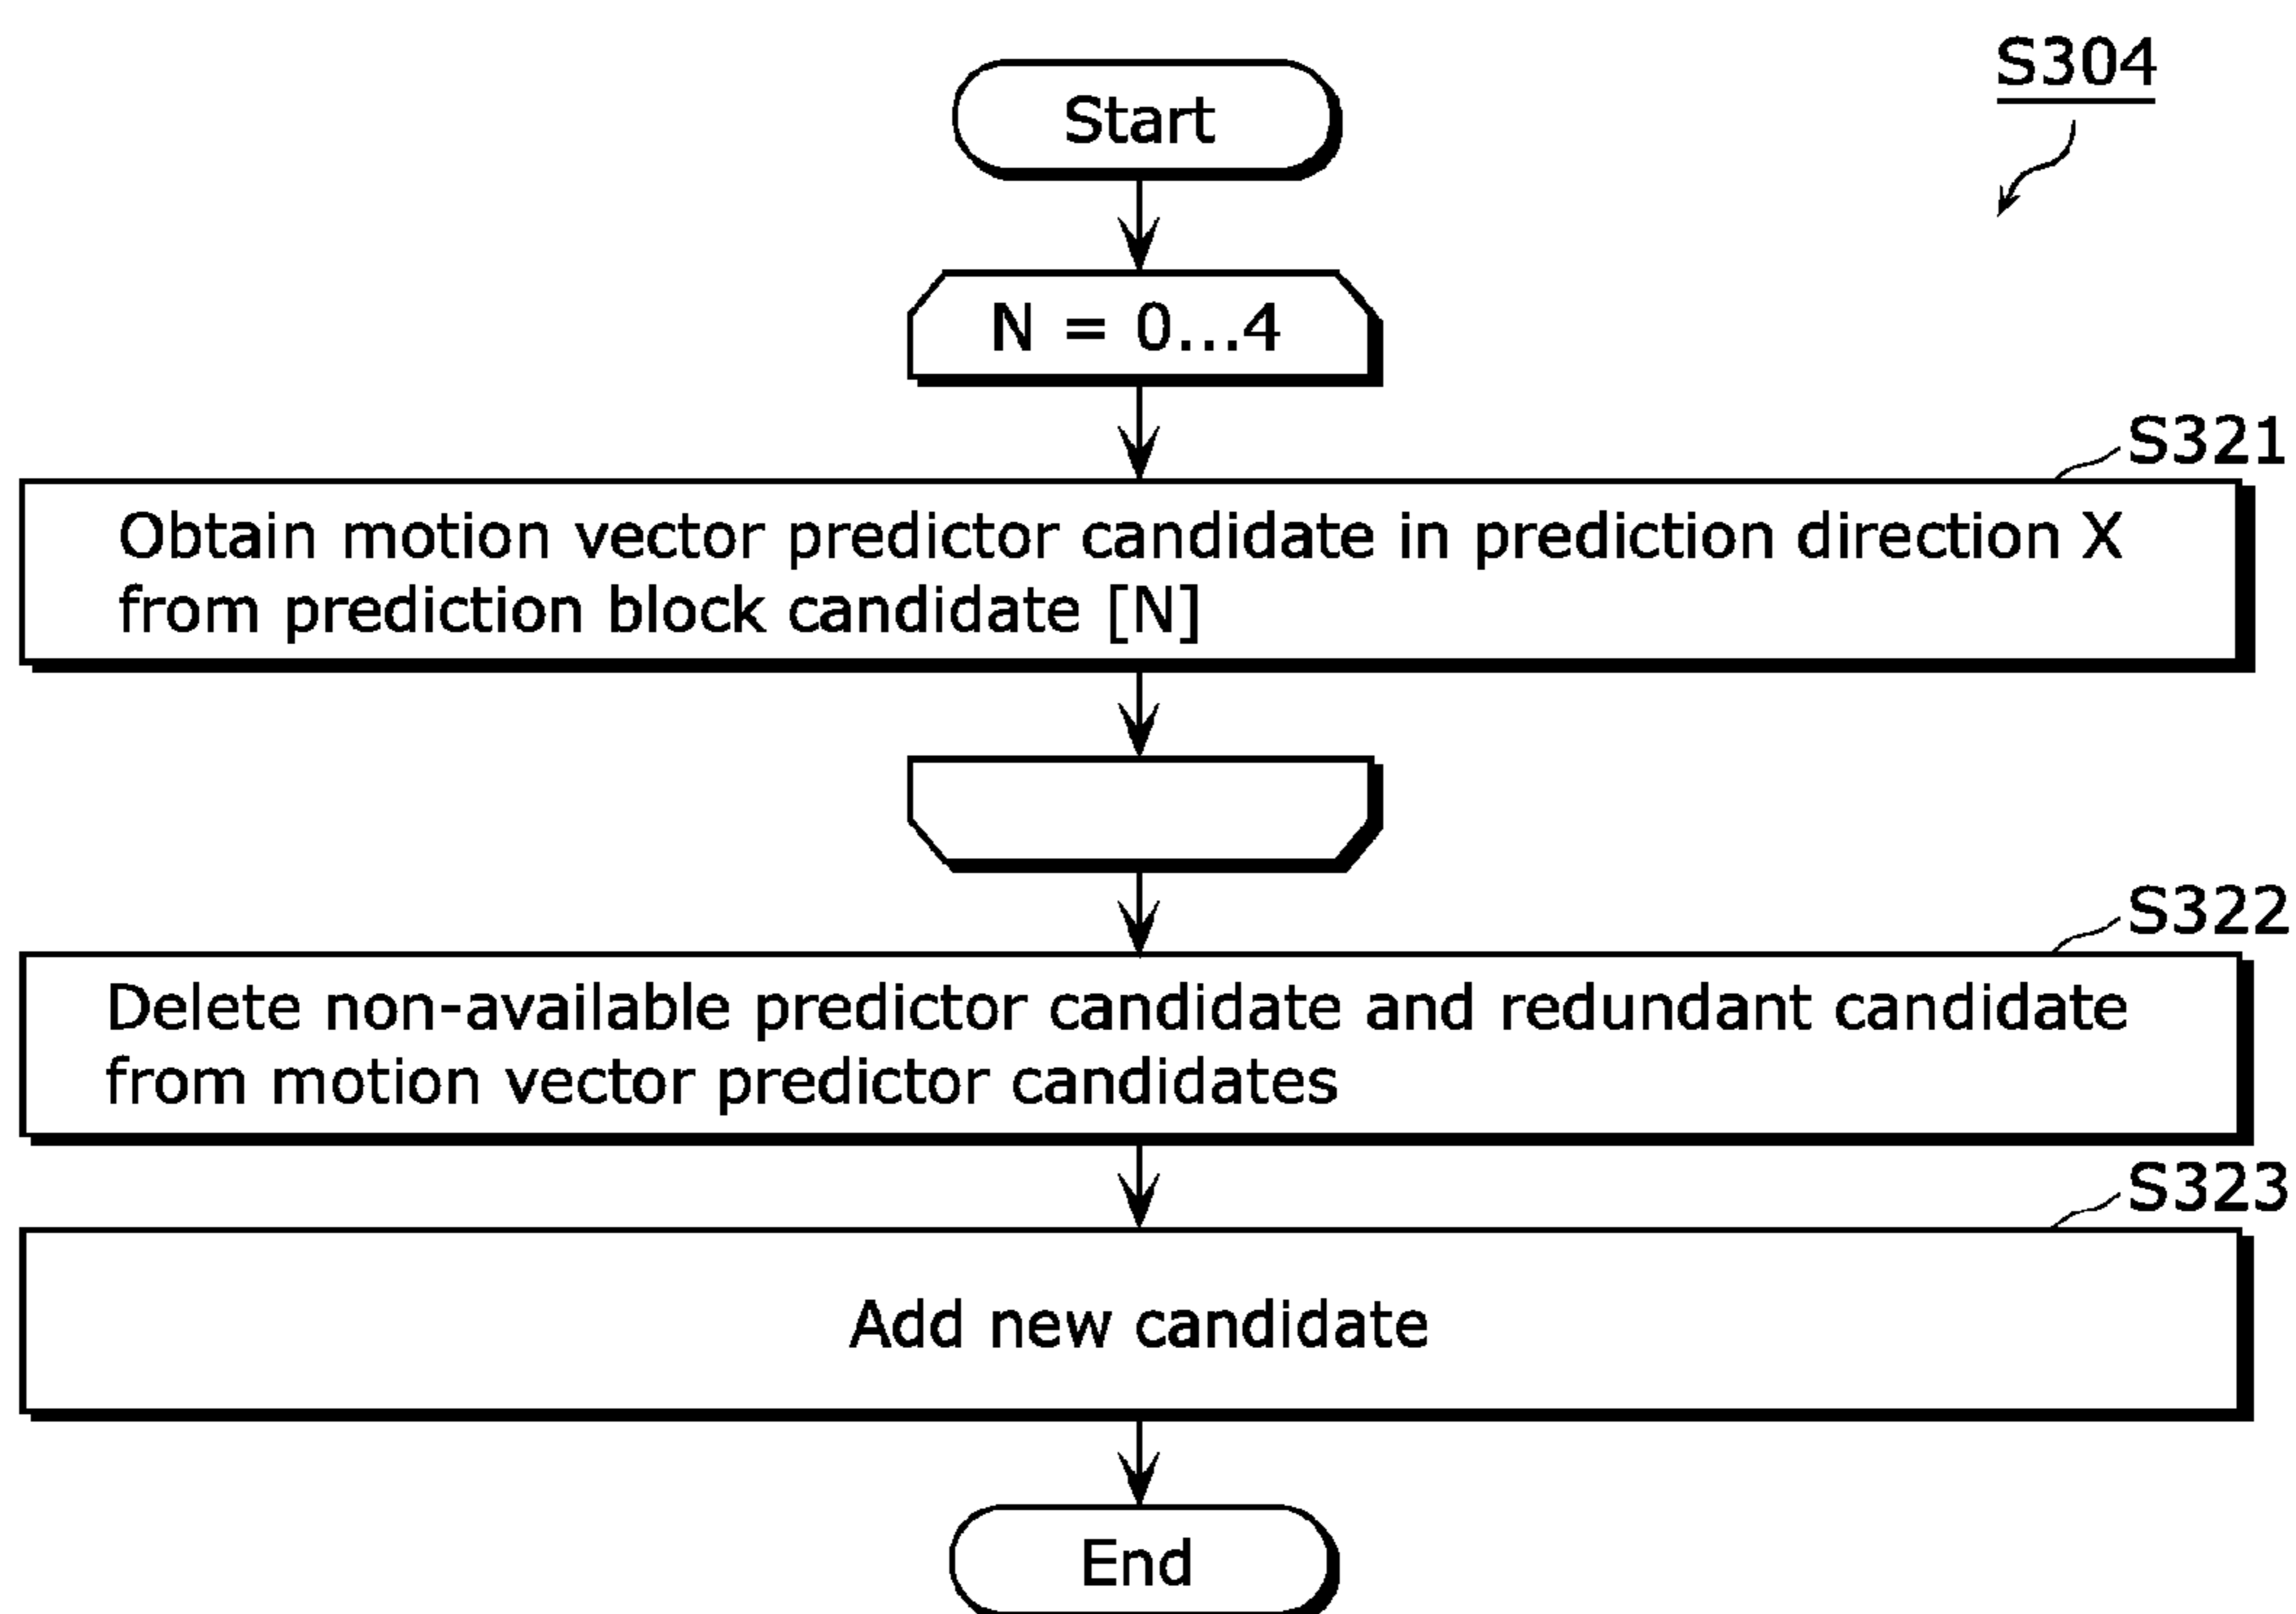 S304
Start
N = 0...4
S321
Obtain motion vector predictor candidate in prediction direction X
from prediction block candidate [N]
S322
Delete non-available predictor candidate and redundant candidate
from motion vector predictor candidates
S323
Add new candidate
End